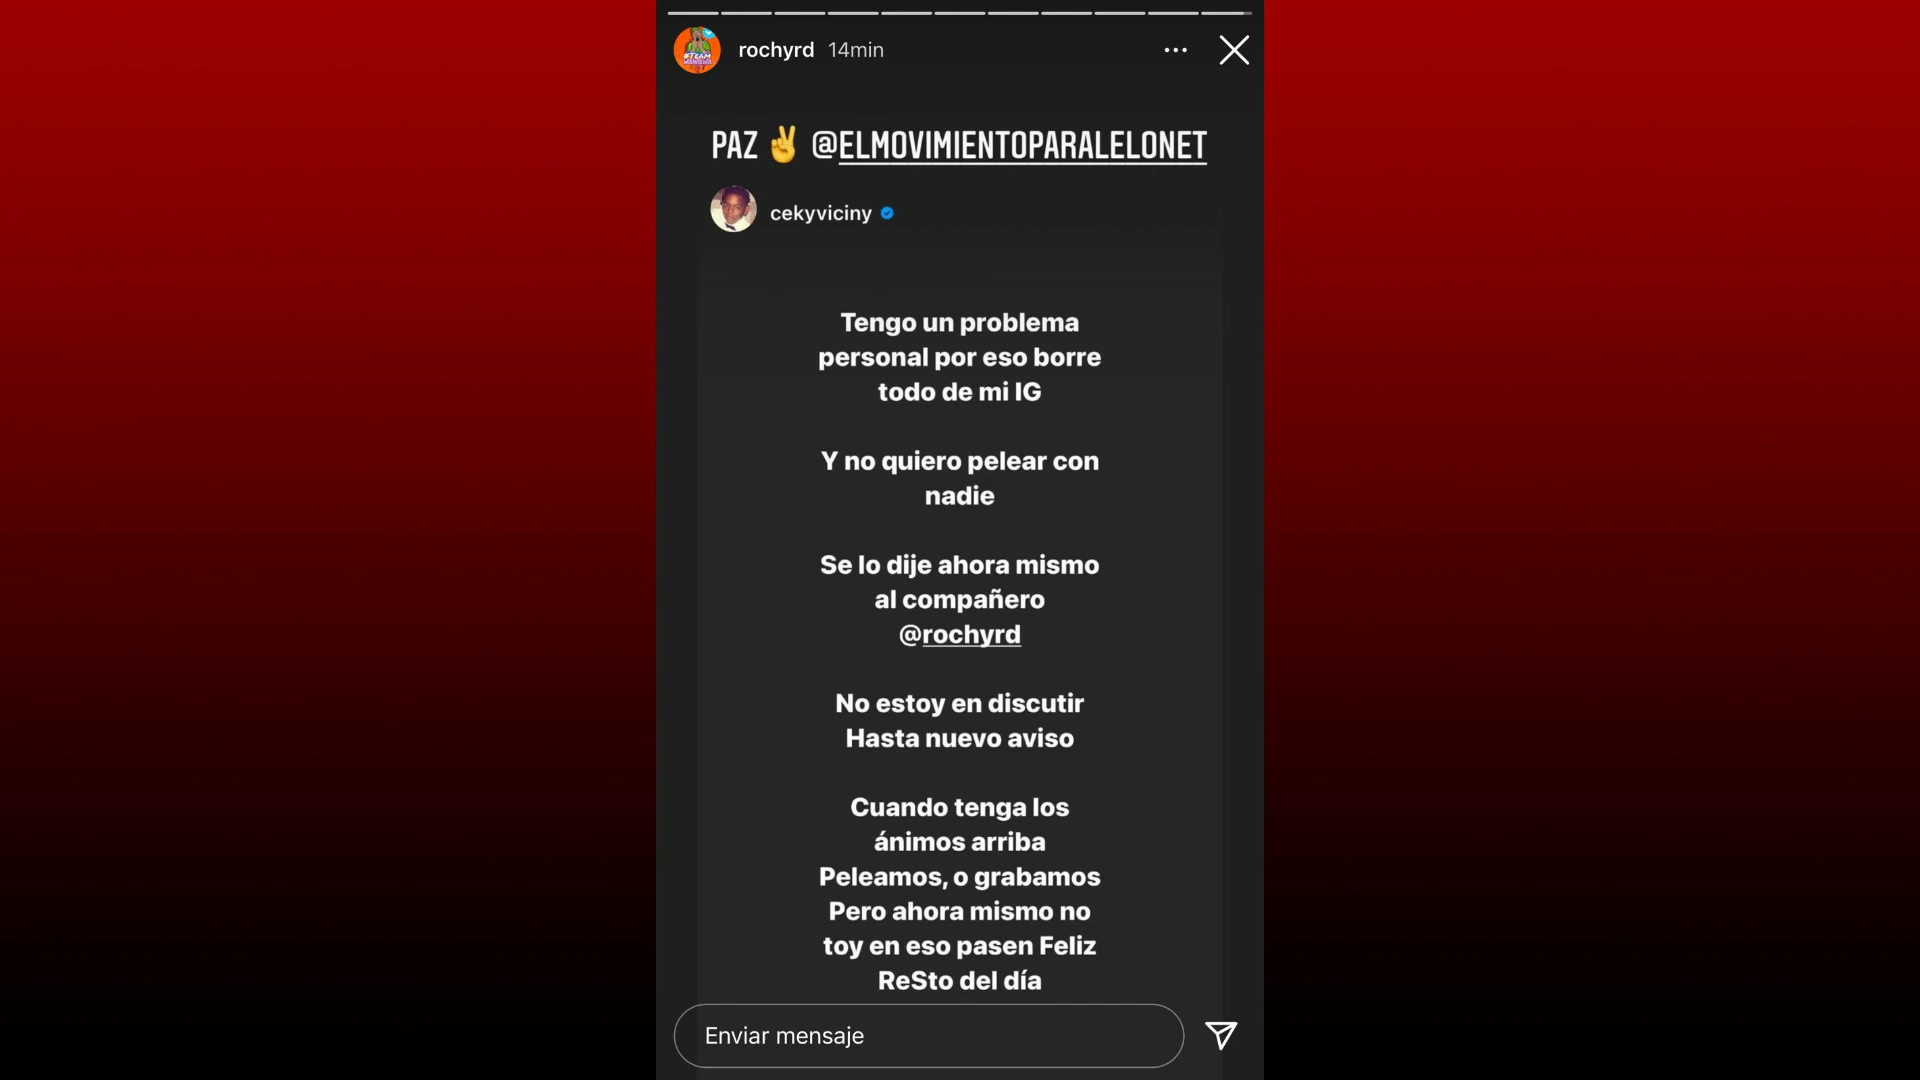 rochyrd 14min
PAZ ✌ @ELMOVIMIENTOPARALELONET
cekyviciny
Tengo un problema
personal por eso borre
todo de mi IG
Y no quiero pelear con
nadie
Se lo dije ahora mismo
al compañero
@rochyrd
No estoy en discutir
Hasta nuevo aviso
Cuando tenga los
ánimos arriba
Peleamos, o grabamos
Pero ahora mismo no
toy en eso pasen Feliz
ReSto del día
Enviar mensaje